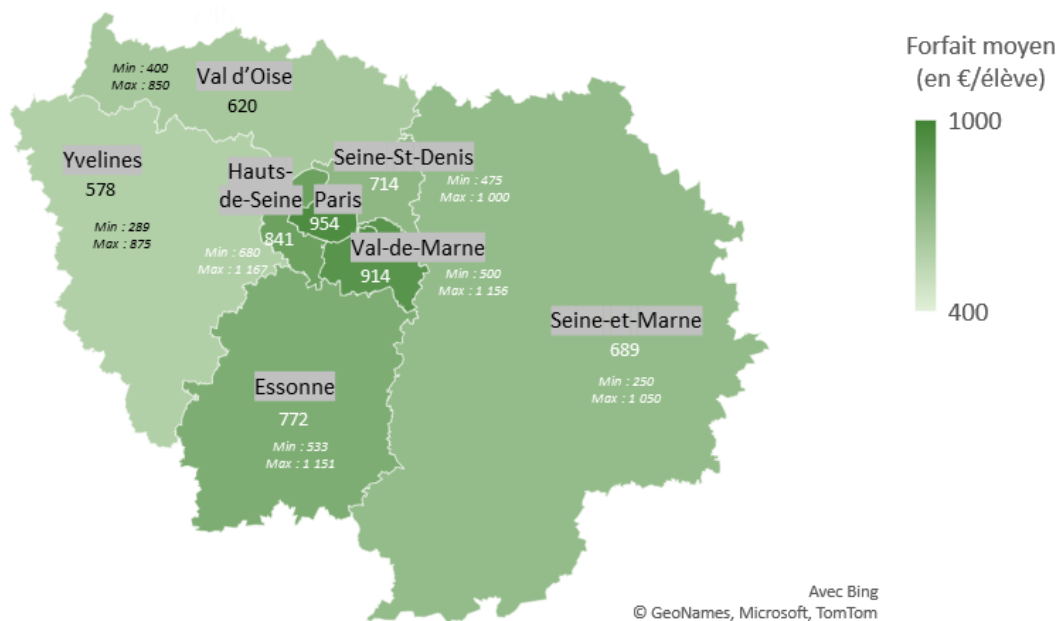 Forfait moyen
(en €/élève)
1000
400
Min : 400
Max : 850
Val d'Oise
620
Yvelines
578
Min : 289
Max : 875
Hauts-
de-Seine
841
Min : 680
Max : 1 167
Paris
954
Seine-St-Denis
714
Min : 475
Max : 1 000
Val-de-Marne
914
Min : 500
Max : 1 156
Seine-et-Marne
689
Min : 250
Max : 1 050
Essonne
772
Min : 533
Max : 1 151
Avec Bing
© GeoNames, Microsoft, TomTom